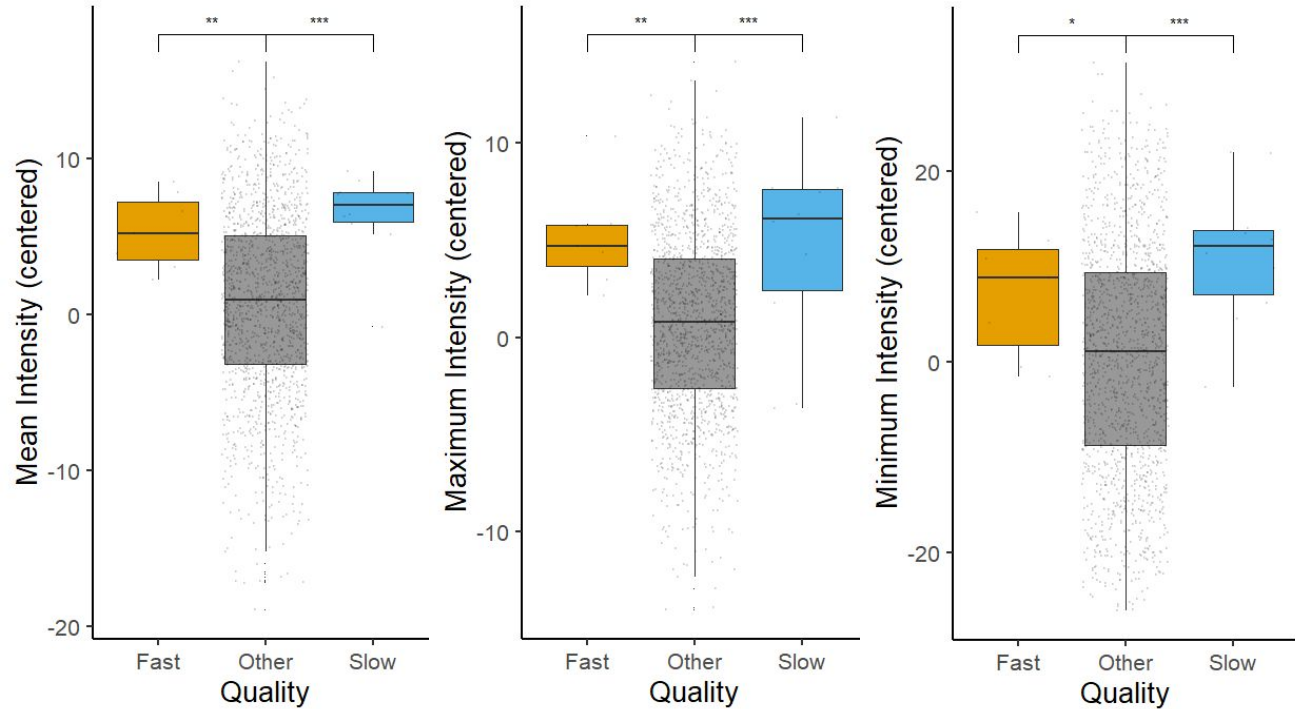 ** ***
Mean Intensity (centered)
10
0
-10
-20
Fast Other Slow
Quality
** ***
Maximum Intensity (centered)
10
0
-10
Fast Other Slow
Quality
* ***
Minimum Intensity (centered)
20
0
-20
Fast Other Slow
Quality